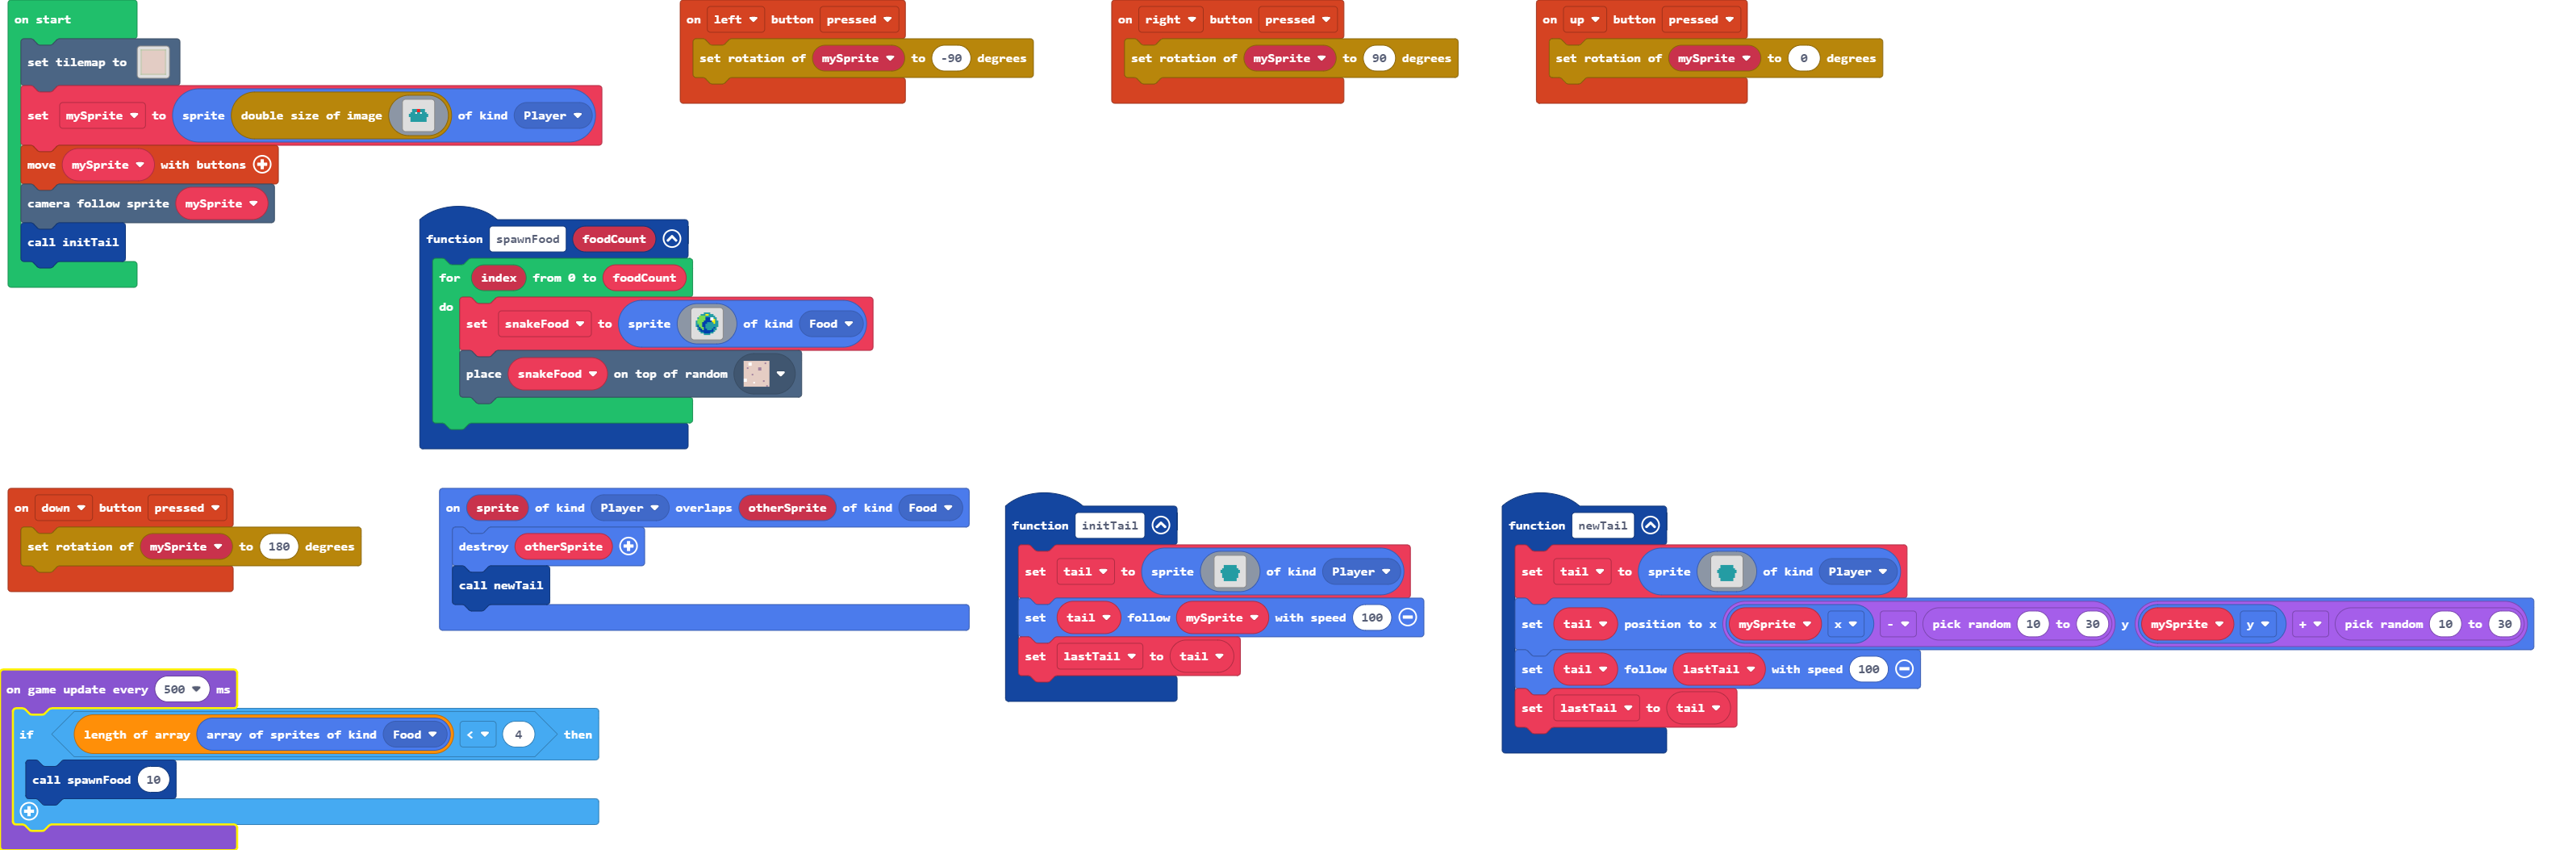 on start
set tilemap to
set mySprite to sprite double size of image of kind Player
move mySprite with buttons
camera follow sprite mySprite
call initTail
on left button pressed
set rotation of mySprite to -90 degrees
on right button pressed
set rotation of mySprite to 90 degrees
on up button pressed
set rotation of mySprite to 0 degrees
function spawnFood foodCount
for index from 0 to foodCount
do
set snakeFood to sprite of kind Food
place snakeFood on top of random
on down button pressed
set rotation of mySprite to 180 degrees
on sprite of kind Player overlaps otherSprite of kind Food
destroy otherSprite
call newTail
function initTail
set tail to sprite of kind Player
set tail follow mySprite with speed 100
set lastTail to tail
function newTail
set tail to sprite of kind Player
set tail position to x mySprite x - pick random 10 to 30 y mySprite y + pick random 10 to 30
set tail follow lastTail with speed 100
set lastTail to tail
on game update every 500 ms
if length of array array of sprites of kind Food < 4 then
call spawnFood 10